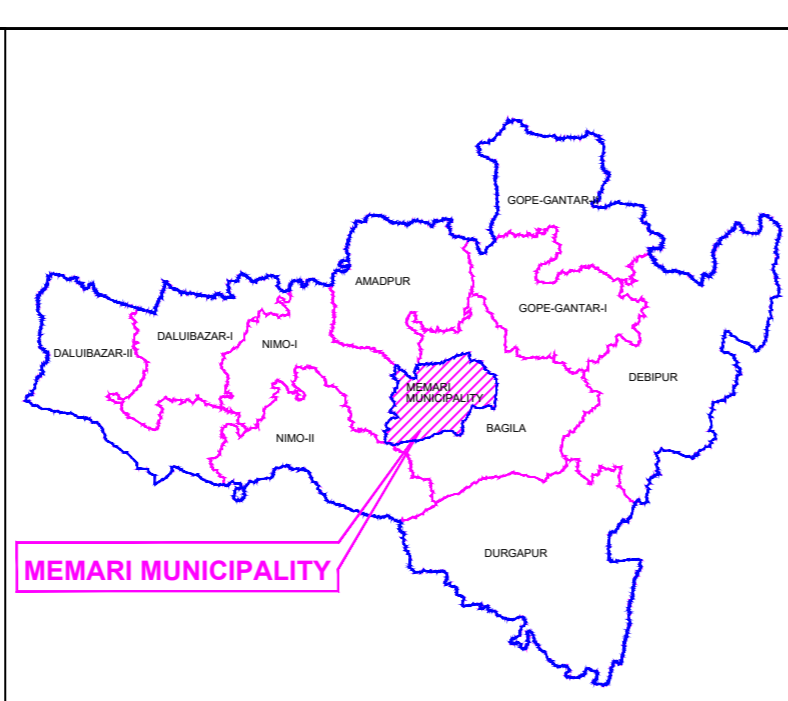 GOPE-GANTAR-II
AMADPUR
GOPE-GANTAR-I
DALUIBAZAR-I
NIMO-I
DALUIBAZAR-II
DEBIPUR
MEMARI
MUNICIPALITY
BAGILA
NIMO-II
DURGAPUR
MEMARI MUNICIPALITY